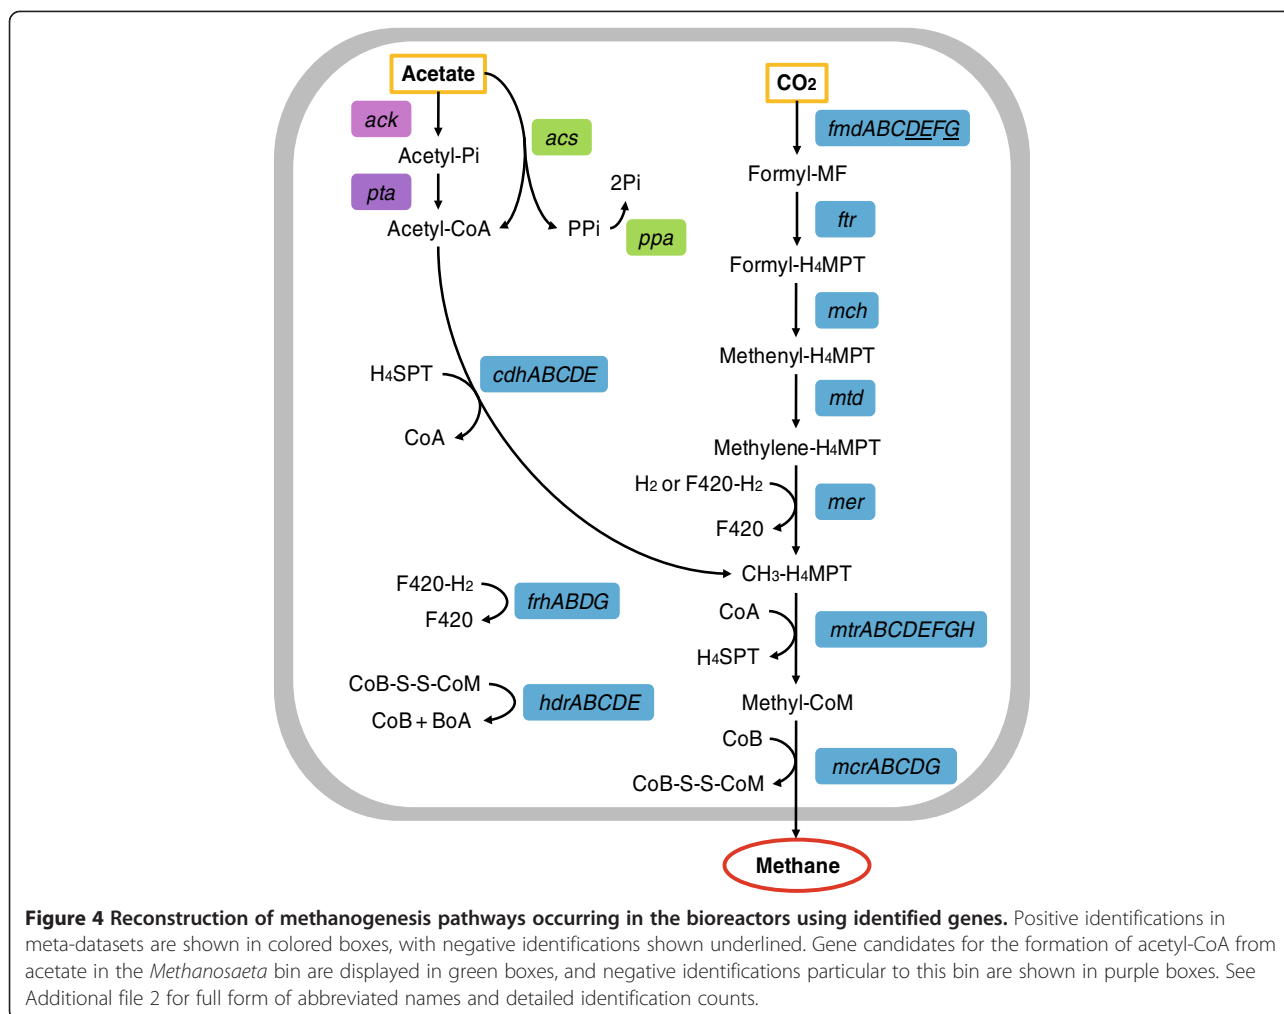 Acetate
CO2
ack
acs
fmdABCDEFG
Acetyl-Pi
Formyl-MF
2Pi
pta
ftr
Acetyl-CoA
PPi
ppa
Formyl-H4MPT
mch
Methenyl-H4MPT
H4SPT
cdhABCDE
mtd
CoA
Methylene-H4MPT
H2 or F420-H2
mer
F420
CH3-H4MPT
F420-H2
frhABDG
F420
CoA
mtrABCDEFGH
H4SPT
CoB-S-S-CoM
hdrABCDE
CoB + BoA
Methyl-CoM
CoB
mcrABCDG
CoB-S-S-CoM
Methane
Figure 4 Reconstruction of methanogenesis pathways occurring in the bioreactors using identified genes. Positive identifications in
meta-datasets are shown in colored boxes, with negative identifications shown underlined. Gene candidates for the formation of acetyl-CoA from
acetate in the Methanosaeta bin are displayed in green boxes, and negative identifications particular to this bin are shown in purple boxes. See
Additional file 2 for full form of abbreviated names and detailed identification counts.